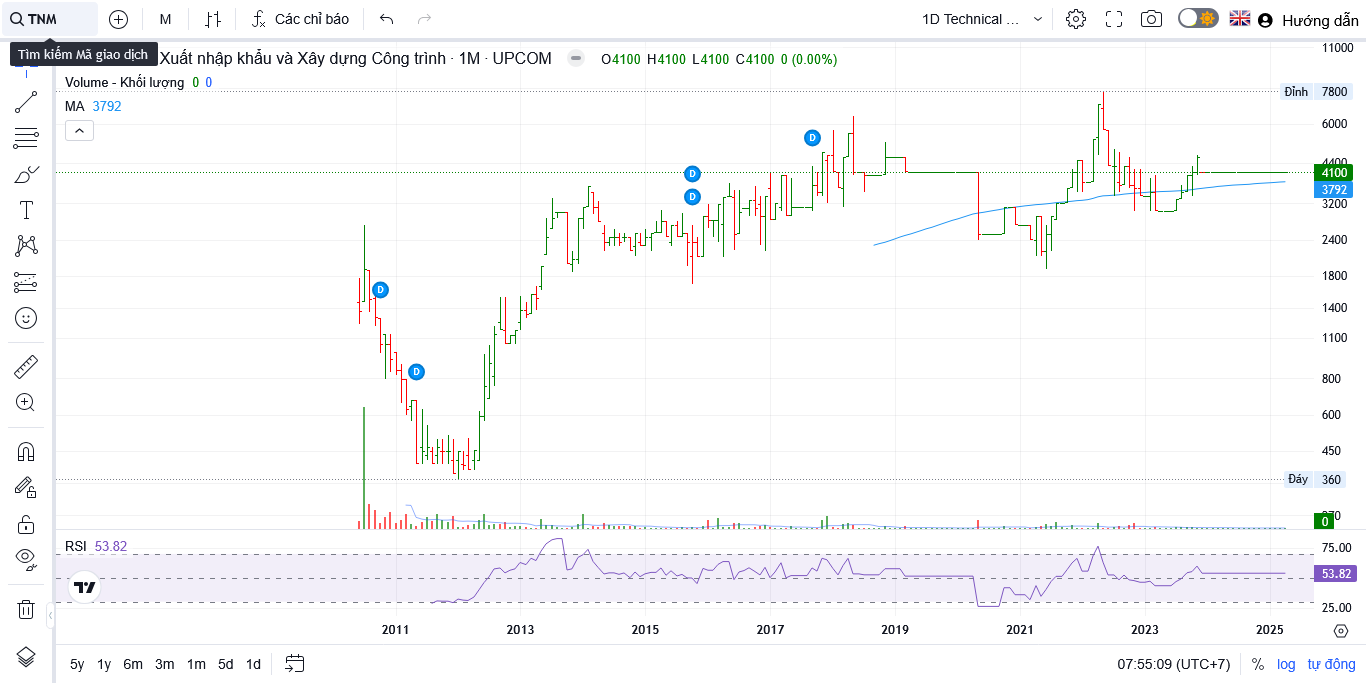 TNM M Các chỉ báo 1D Technical ... Hướng dẫn
Tìm kiếm Mã giao dịch
Xuất nhập khẩu và Xây dựng Công trình · 1M · UPCOM O4100 H4100 L4100 C4100 0 (0.00%)
Volume - Khối lượng 0 0
MA 3792
11000
Đỉnh 7800
6000
4400
4100
3792
3200
2400
1800
1400
1100
800
600
450
Đáy 360
270
0
D
D
D
D
D
RSI 53.82
75.00
53.82
25.00
2011 2013 2015 2017 2019 2021 2023 2025
5y 1y 6m 3m 1m 5d 1d 07:55:09 (UTC+7) % log tự động